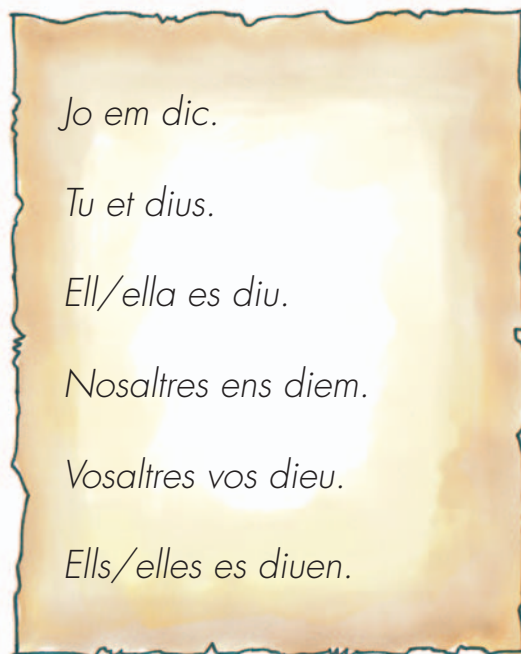 Jo em dic.
Tu et dius.
Ell/ella es diu.
Nosaltres ens diem.
Vosaltres vos dieu.
Ells/elles es diuen.